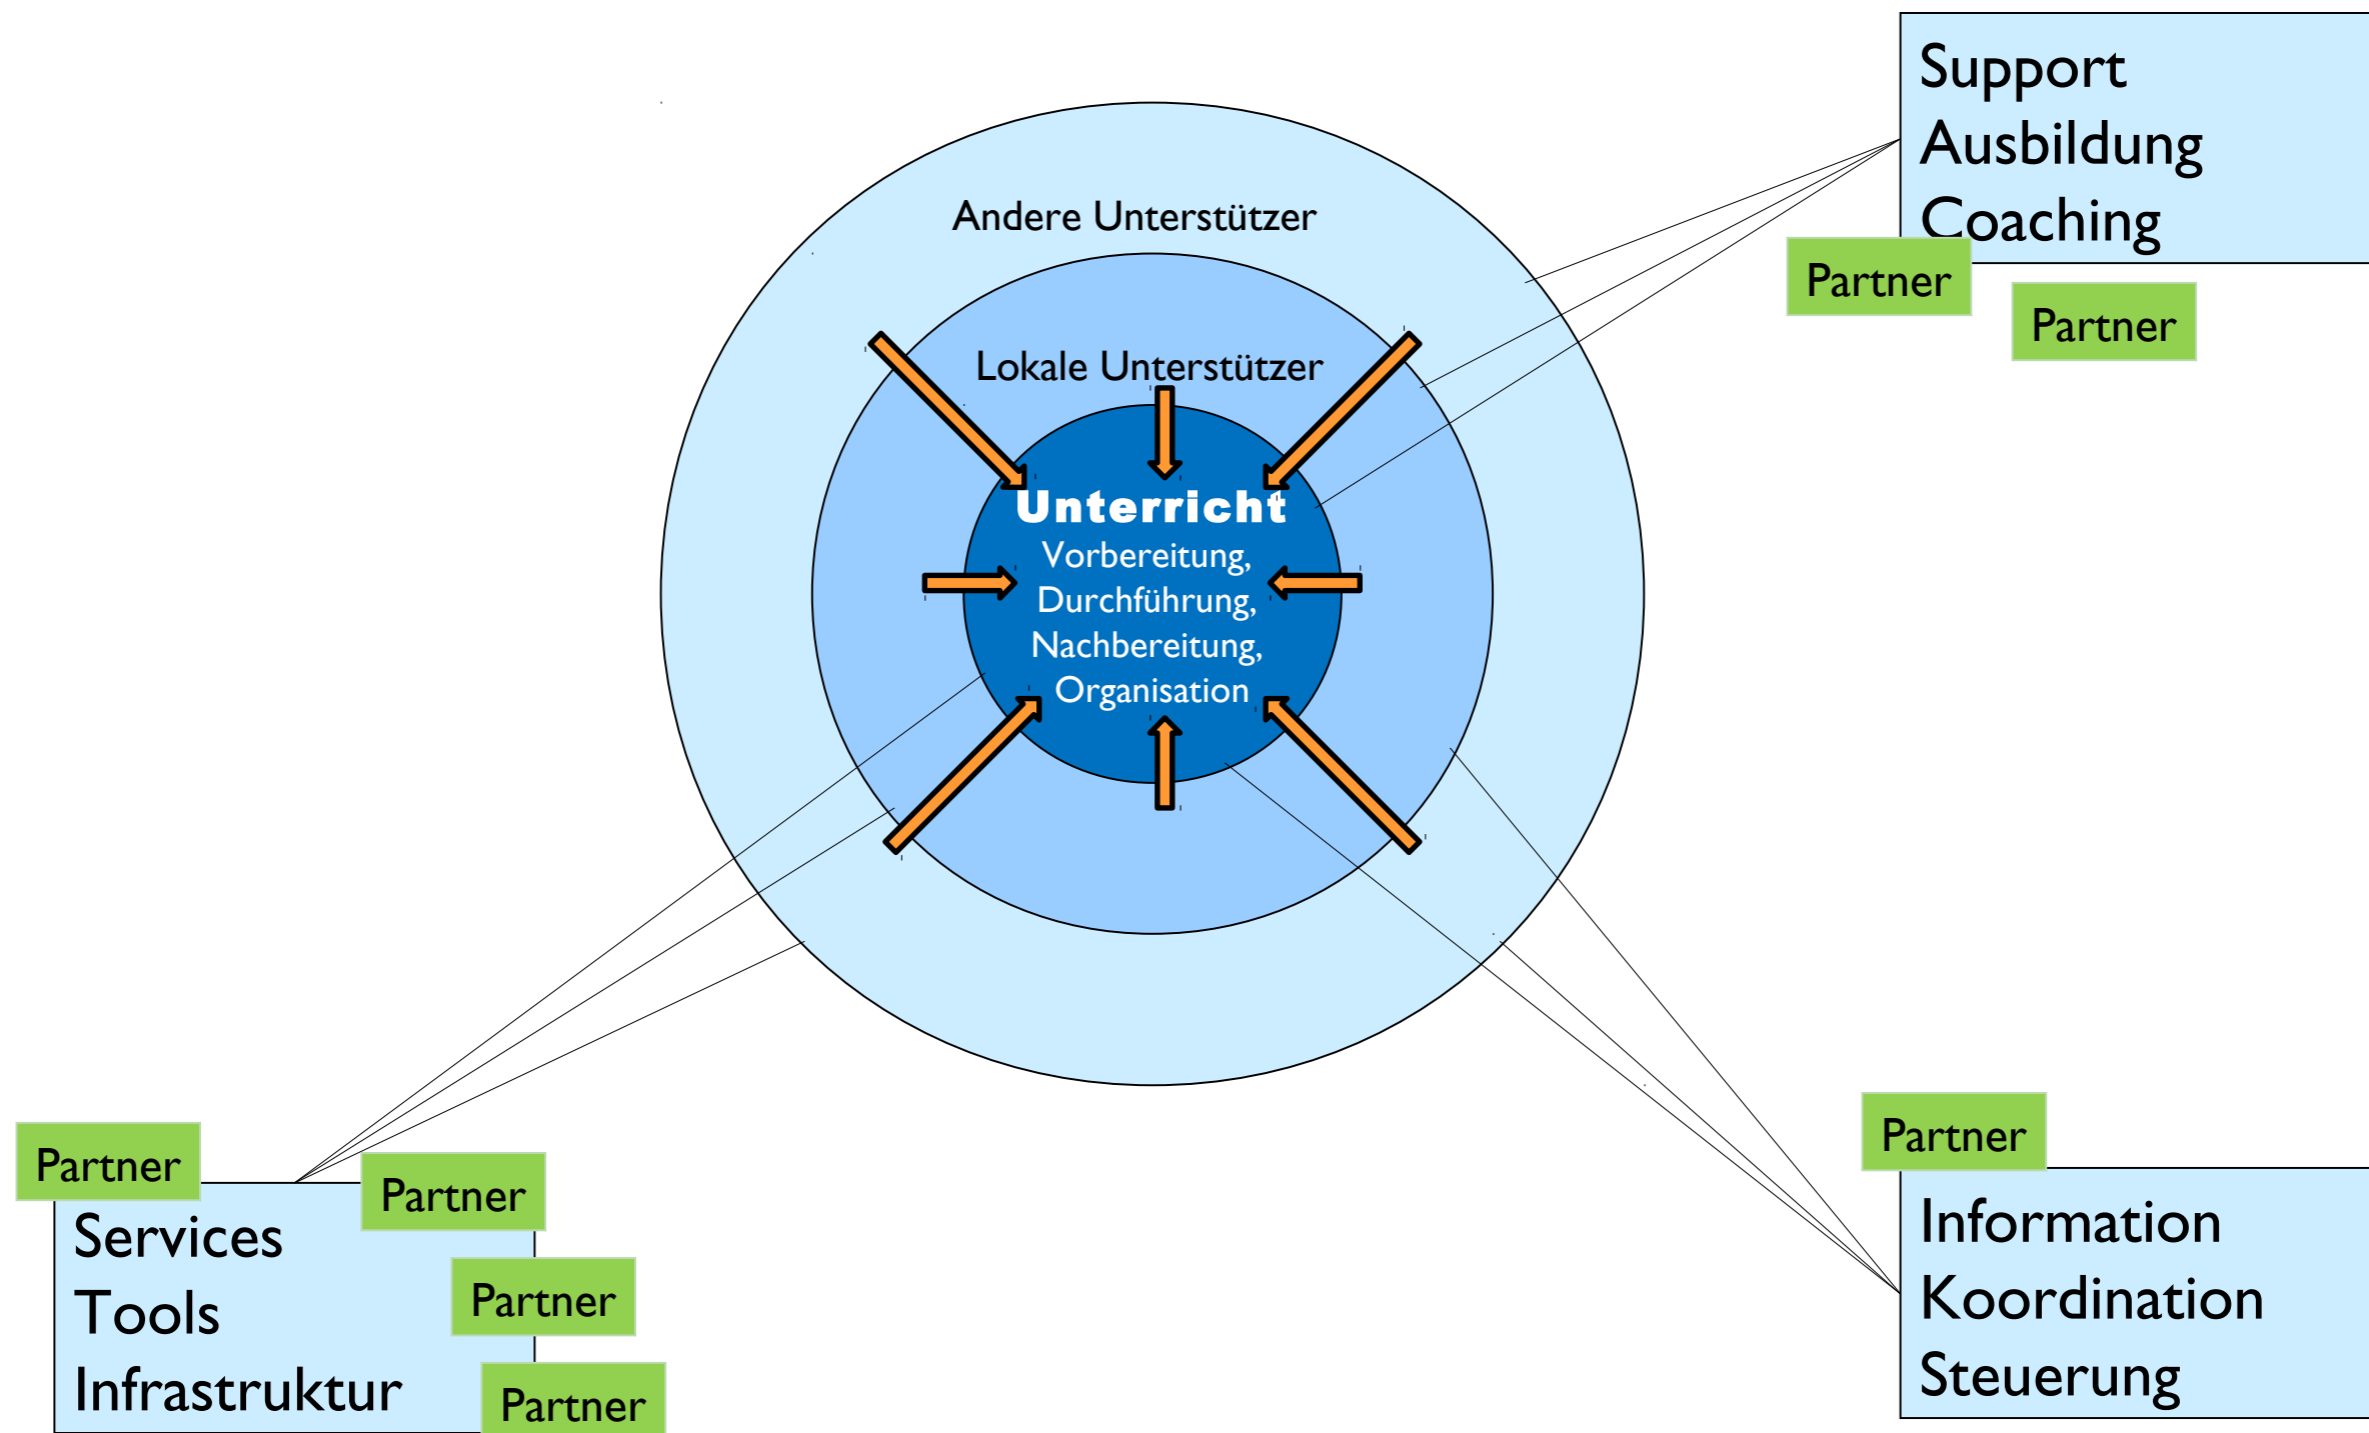 Support
Ausbildung
Coaching
Partner
Partner
Andere Unterstützer
Lokale Unterstützer
Unterricht
Vorbereitung,
Durchführung,
Nachbereitung,
Organisation
Partner
Partner
Services
Tools
Infrastruktur
Partner
Partner
Partner
Information
Koordination
Steuerung